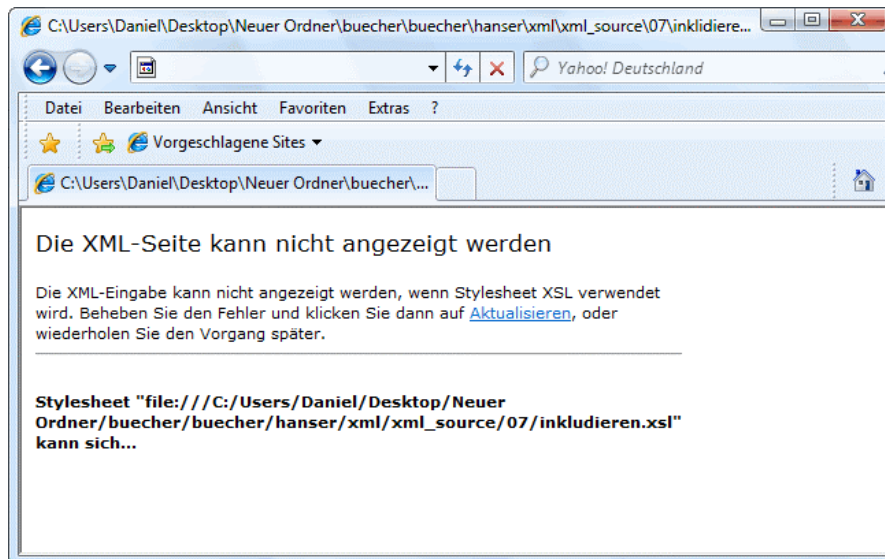 C:\Users\Daniel\Desktop\Neuer Ordner\buecher\buecher\hanser\xml\xml_source\07\inklidiere...
Yahoo! Deutschland
Datei Bearbeiten Ansicht Favoriten Extras ?
Vorgeschlagene Sites
C:\Users\Daniel\Desktop\Neuer Ordner\buecher\...
Die XML-Seite kann nicht angezeigt werden
Die XML-Eingabe kann nicht angezeigt werden, wenn Stylesheet XSL verwendet
wird. Beheben Sie den Fehler und klicken Sie dann auf Aktualisieren, oder
wiederholen Sie den Vorgang später.
Stylesheet "file:///C:/Users/Daniel/Desktop/Neuer
Ordner/buecher/buecher/hanser/xml/xml_source/07/inkludieren.xsl"
kann sich...